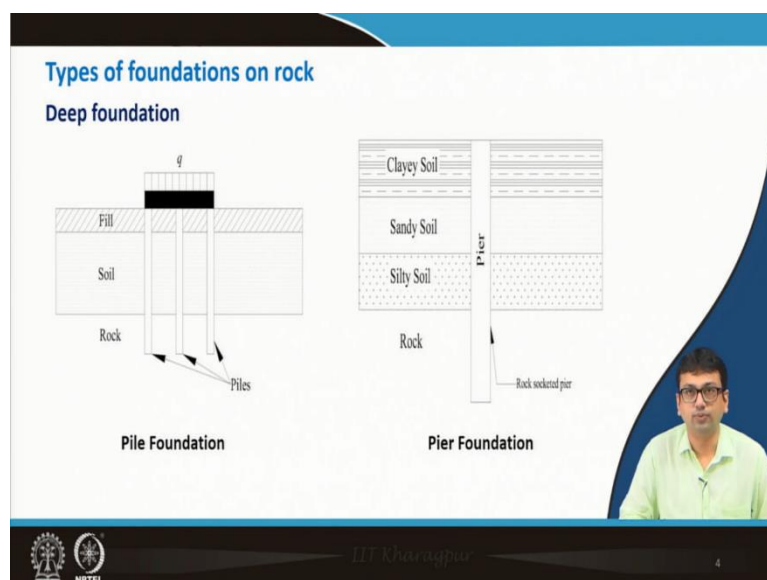 Types of foundations on rock
Deep foundation
q
Fill
Soil
Rock
Piles
Pile Foundation
Clayey Soil
Sandy Soil
Silty Soil
Pier
Rock
Rock socketed pier
Pier Foundation
IIT Kharagpur
NPTEL
4